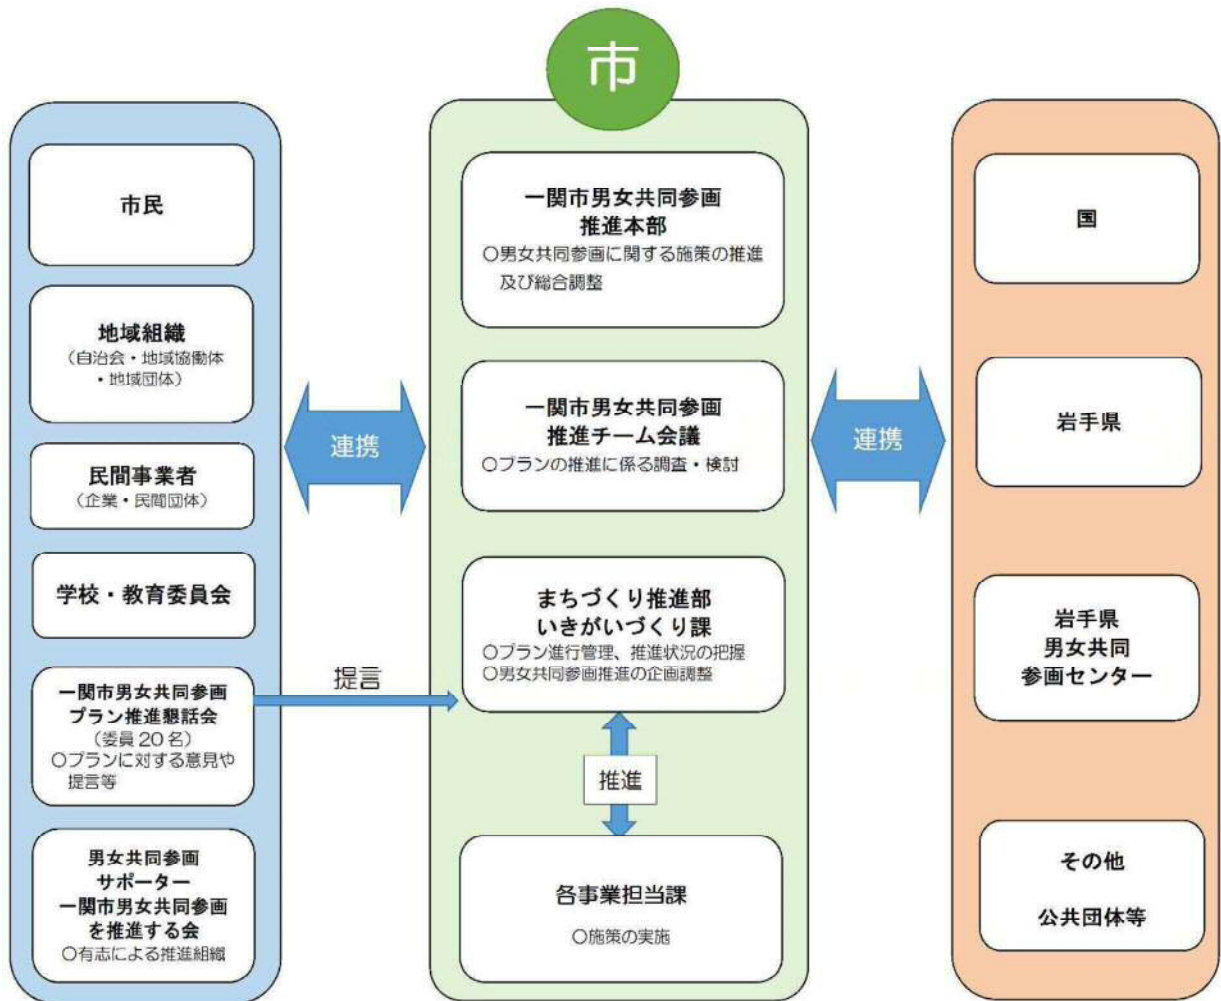 市
市民
地域組織
（自治会・地域協働体
・地域団体）
民間事業者
（企業・民間団体）
学校・教育委員会
一関市男女共同参画
プラン推進懇話会
（委員20名）
○プランに対する意見や
提言等
男女共同参画
サポーター
一関市男女共同参画
を推進する会
○有志による推進組織
連携
提言
一関市男女共同参画
推進本部
○男女共同参画に関する施策の推進
及び総合調整
一関市男女共同参画
推進チーム会議
○プランの推進に係る調査・検討
まちづくり推進部
いきがいづくり課
○プラン進行管理、推進状況の把握
○男女共同参画推進の企画調整
推進
各事業担当課
○施策の実施
連携
国
岩手県
岩手県
男女共同
参画センター
その他
公共団体等